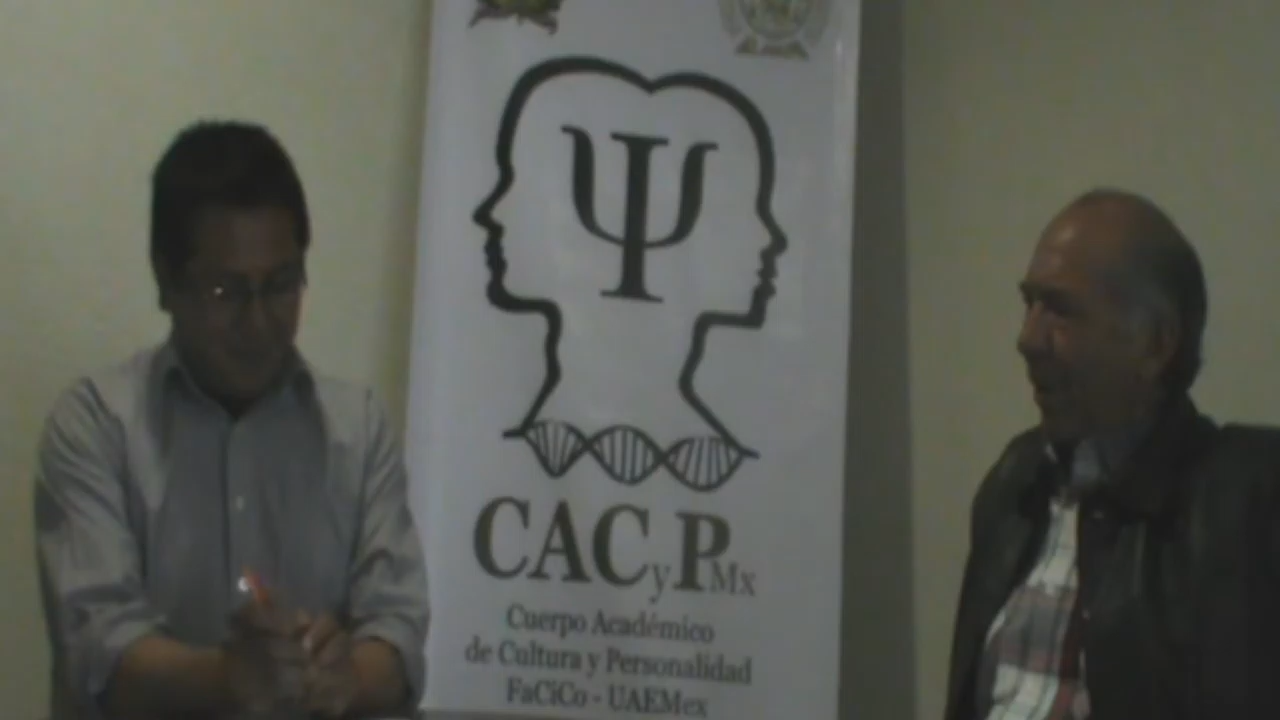 Ψ
CACyPMx
Cuerpo Académico
de Cultura y Personalidad
FaCiCo - UAEMex